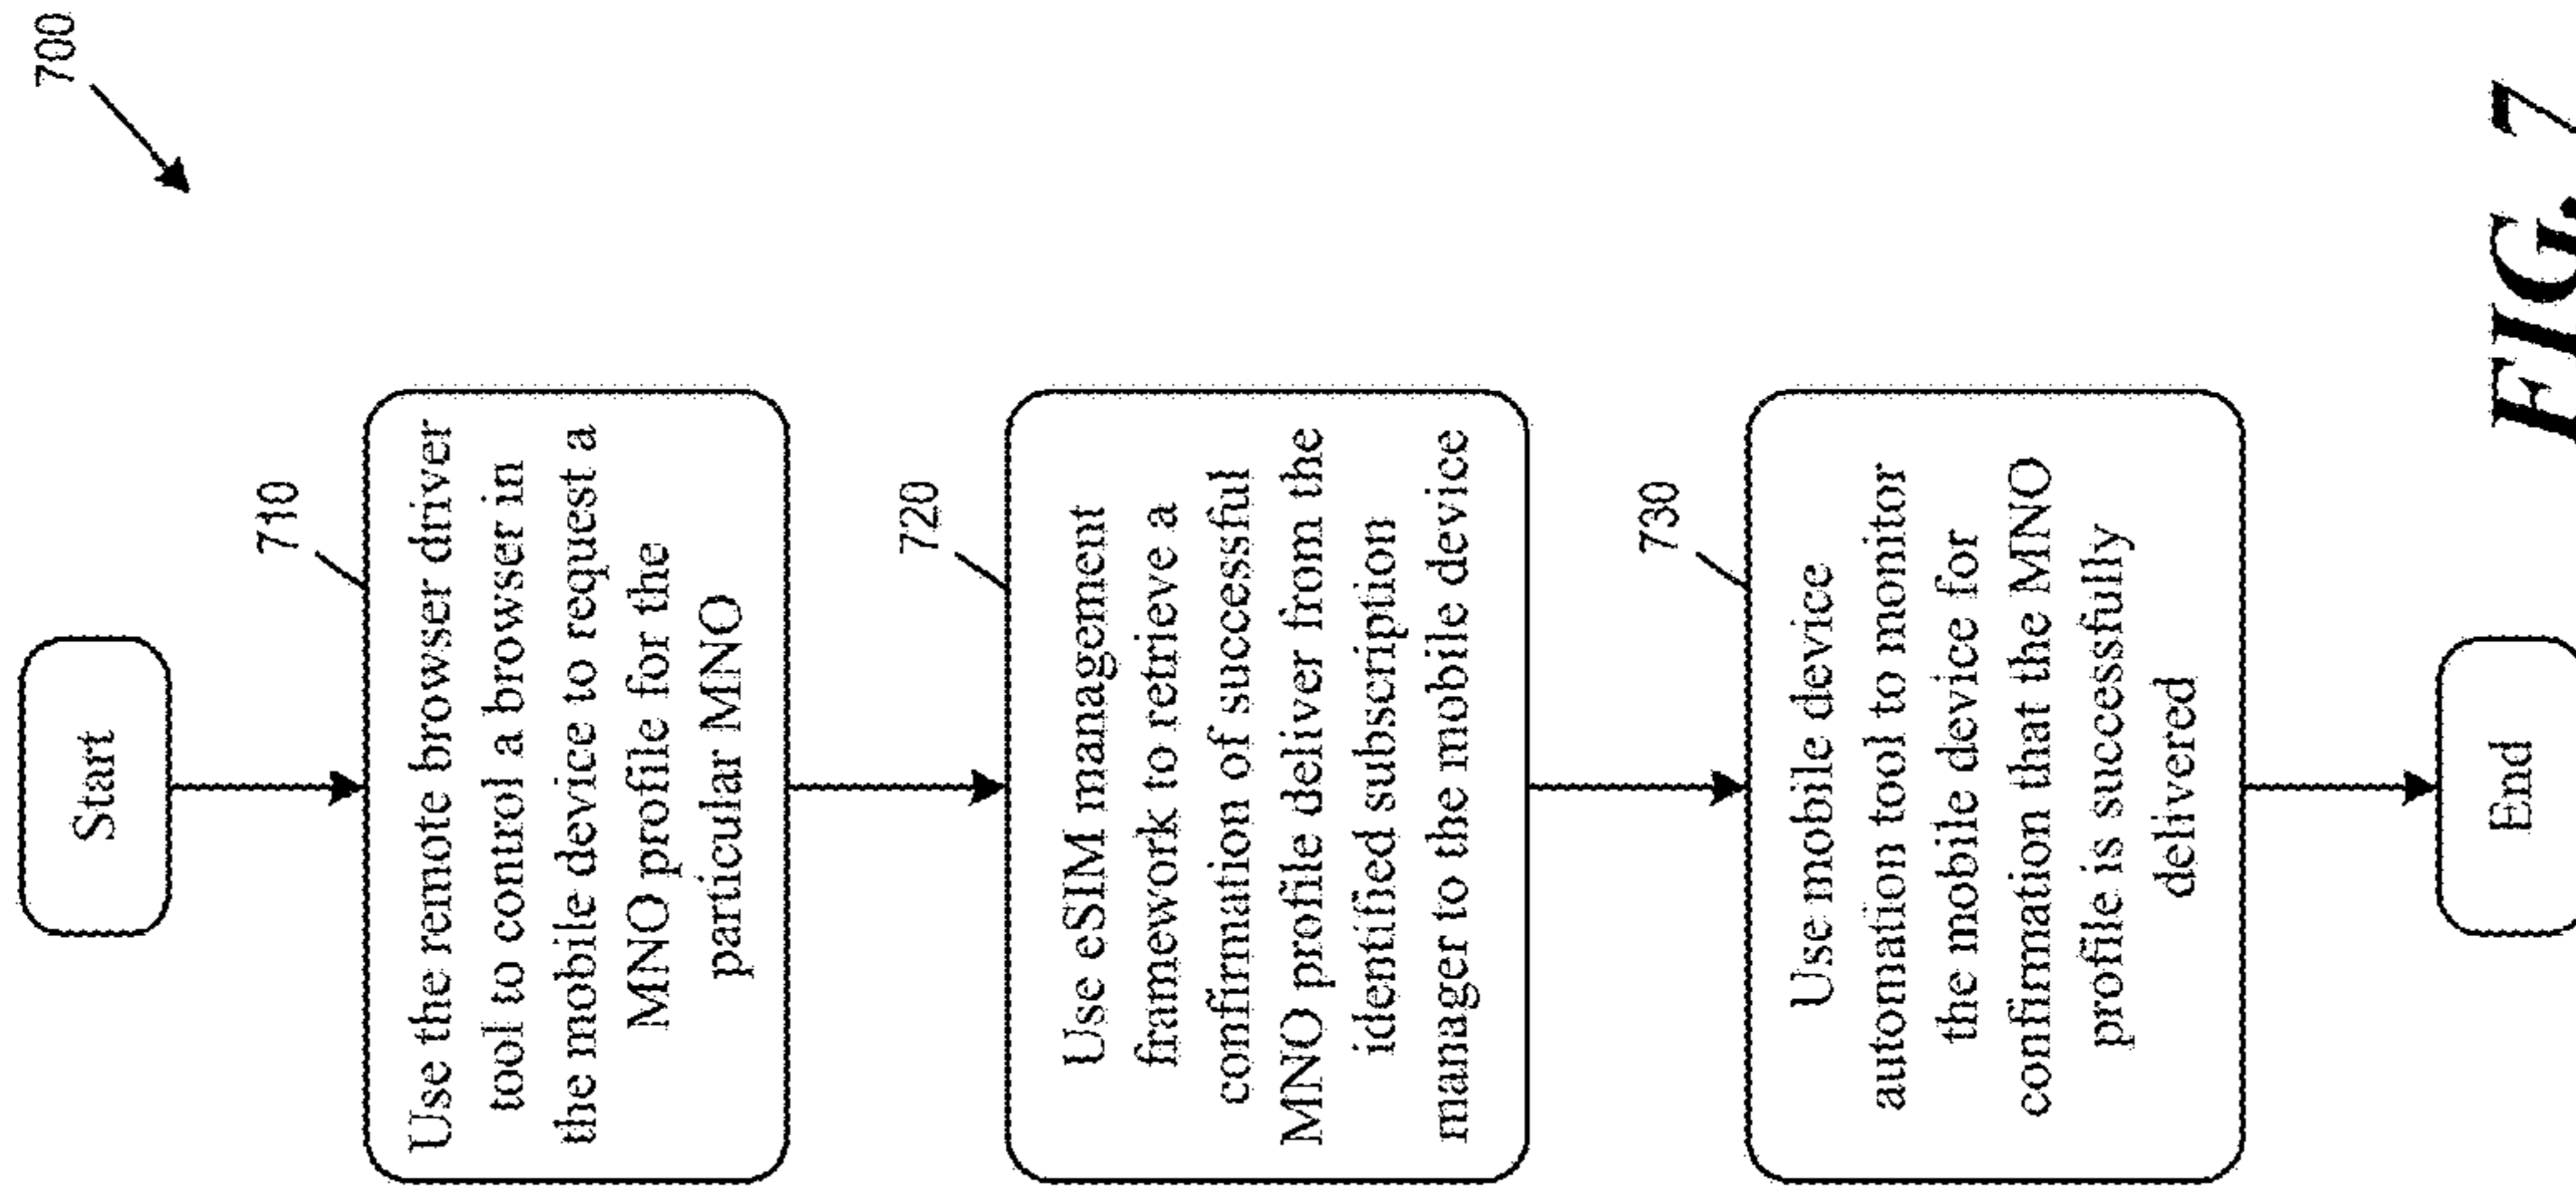 700
Start
710
Use the remote browser driver
tool to control a browser in
the mobile device to request a
MNO profile for the
particular MNO
720
Use eSIM management
framework to retrieve a
confirmation of successful
MNO profile deliver from the
identified subscription
manager to the mobile device
730
Use mobile device
automation tool to monitor
the mobile device for
confirmation that the MNO
profile is successfully
delivered
End
FIG. 7